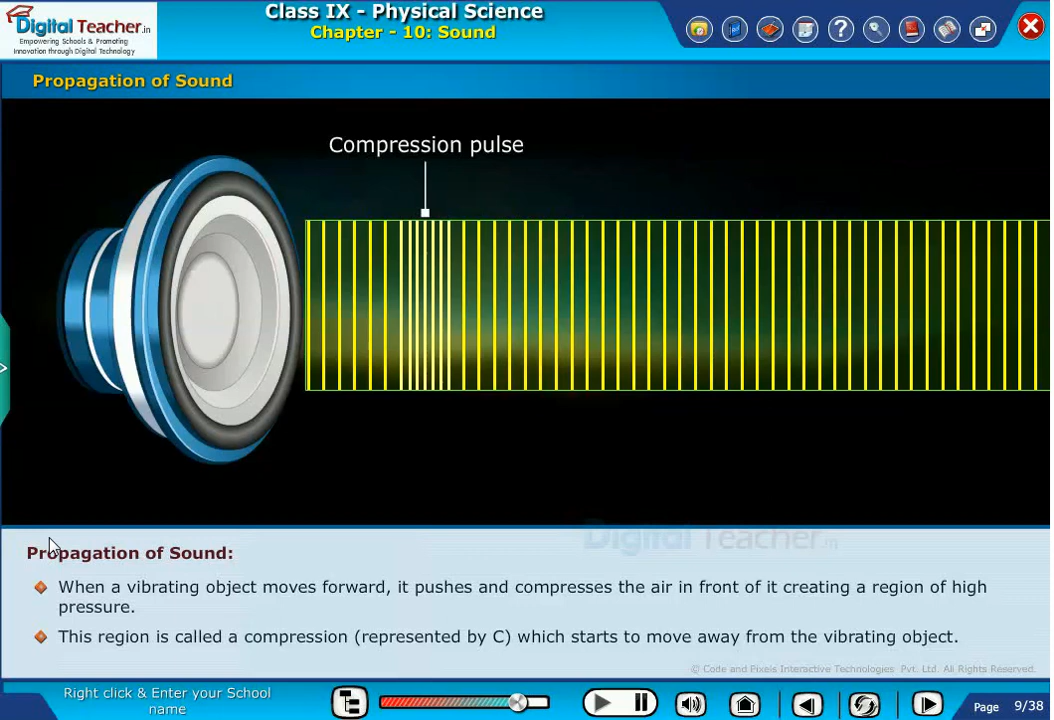 Digital Teacher.in
Empowering Schools & Promoting
Innovation through Digital Technology
Class IX - Physical Science
Chapter - 10: Sound
?
Propagation of Sound
Compression pulse
Digital Teacher.in
Propagation of Sound:
When a vibrating object moves forward, it pushes and compresses the air in front of it creating a region of high
pressure.
This region is called a compression (represented by C) which starts to move away from the vibrating object.
© Code and Pixels Interactive Technologies. Pvt. Ltd. All Rights Reserved.
Right click & Enter your School
name
Page 9/38